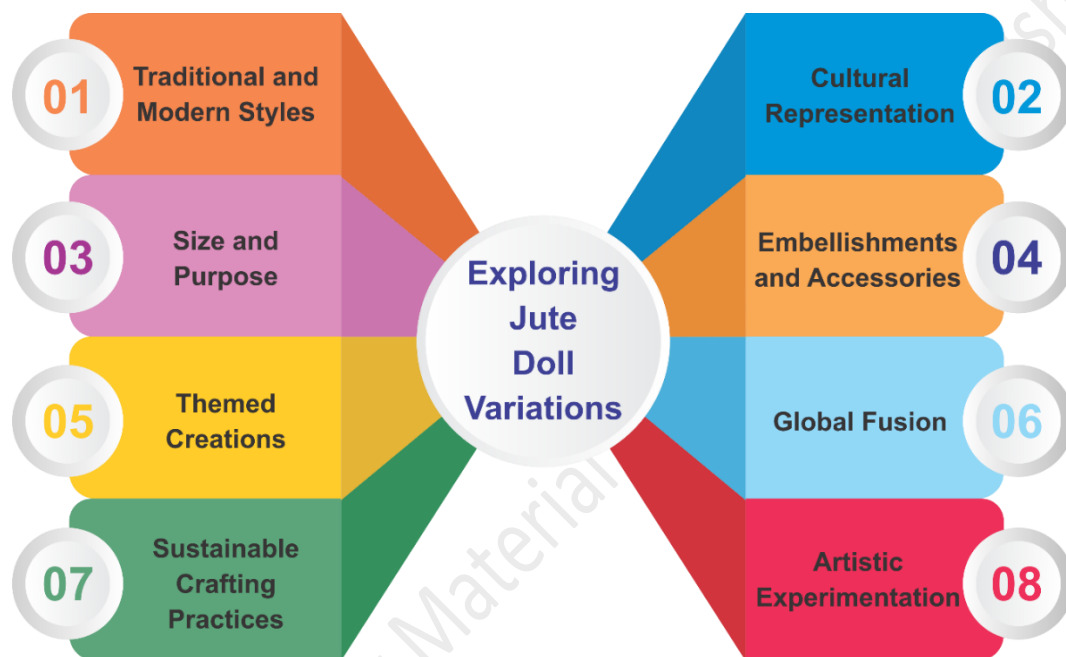 01
Traditional and
Modern Styles
Cultural
Representation
02
03
Size and
Purpose
Embellishments
and Accessories
04
Exploring
Jute
Doll
Variations
05
Themed
Creations
Global Fusion
06
07
Sustainable
Crafting
Practices
Artistic
Experimentation
08
Material